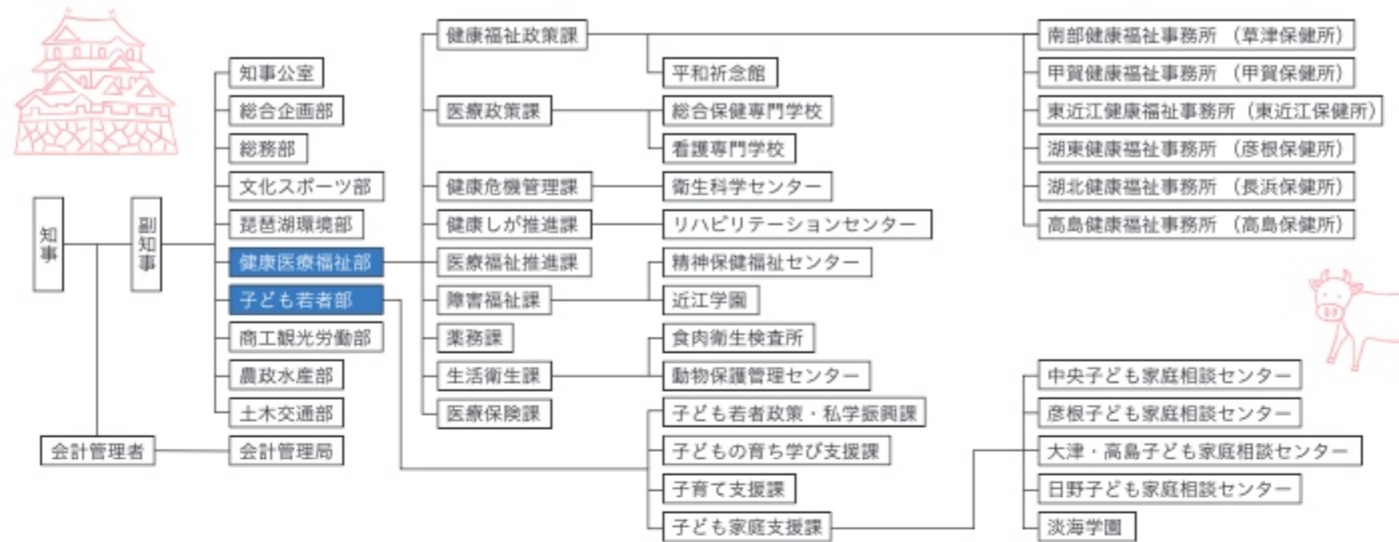 知事
副知事
会計管理者
知事公室
総合企画部
総務部
文化スポーツ部
琵琶湖環境部
健康医療福祉部
子ども若者部
商工観光労働部
農政水産部
土木交通部
会計管理局
健康福祉政策課
医療政策課
健康危機管理課
健康しが推進課
医療福祉推進課
障害福祉課
薬務課
生活衛生課
医療保険課
平和祈念館
総合保健専門学校
看護専門学校
衛生科学センター
リハビリテーションセンター
精神保健福祉センター
近江学園
食肉衛生検査所
動物保護管理センター
子ども若者政策・私学振興課
子どもの育ち学び支援課
子育て支援課
子ども家庭支援課
南部健康福祉事務所 （草津保健所）
甲賀健康福祉事務所 （甲賀保健所）
東近江健康福祉事務所 （東近江保健所）
湖東健康福祉事務所 （彦根保健所）
湖北健康福祉事務所 （長浜保健所）
高島健康福祉事務所 （高島保健所）
中央子ども家庭相談センター
彦根子ども家庭相談センター
大津・高島子ども家庭相談センター
日野子ども家庭相談センター
淡海学園